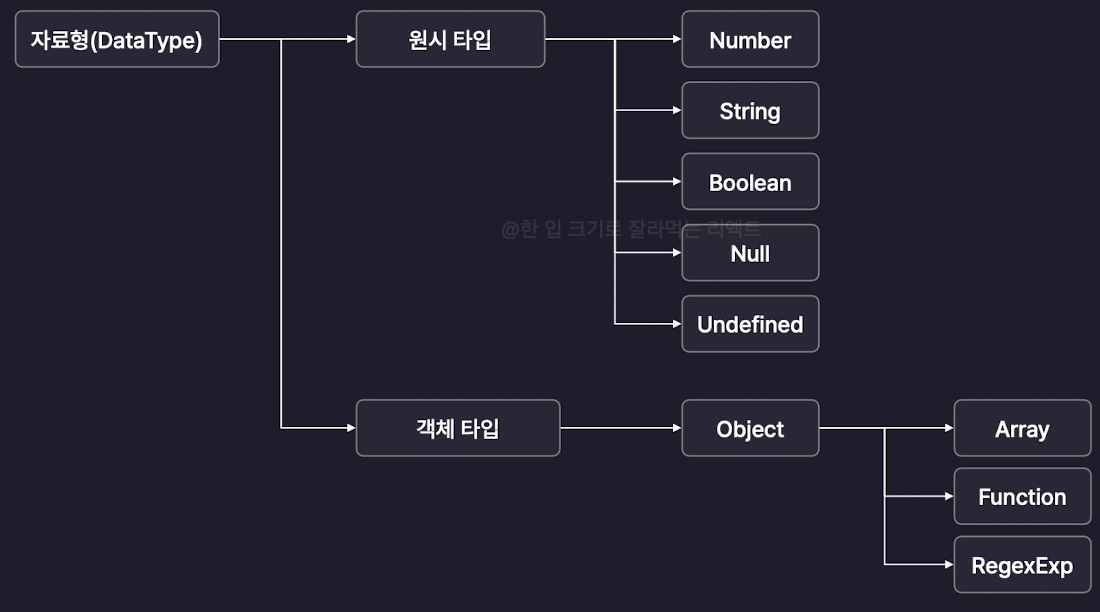 자료형(DataType)
원시 타입
Number
String
Boolean
@한 입 크기로 잘라먹는 리액트
Null
Undefined
객체 타입
Object
Array
Function
RegexExp